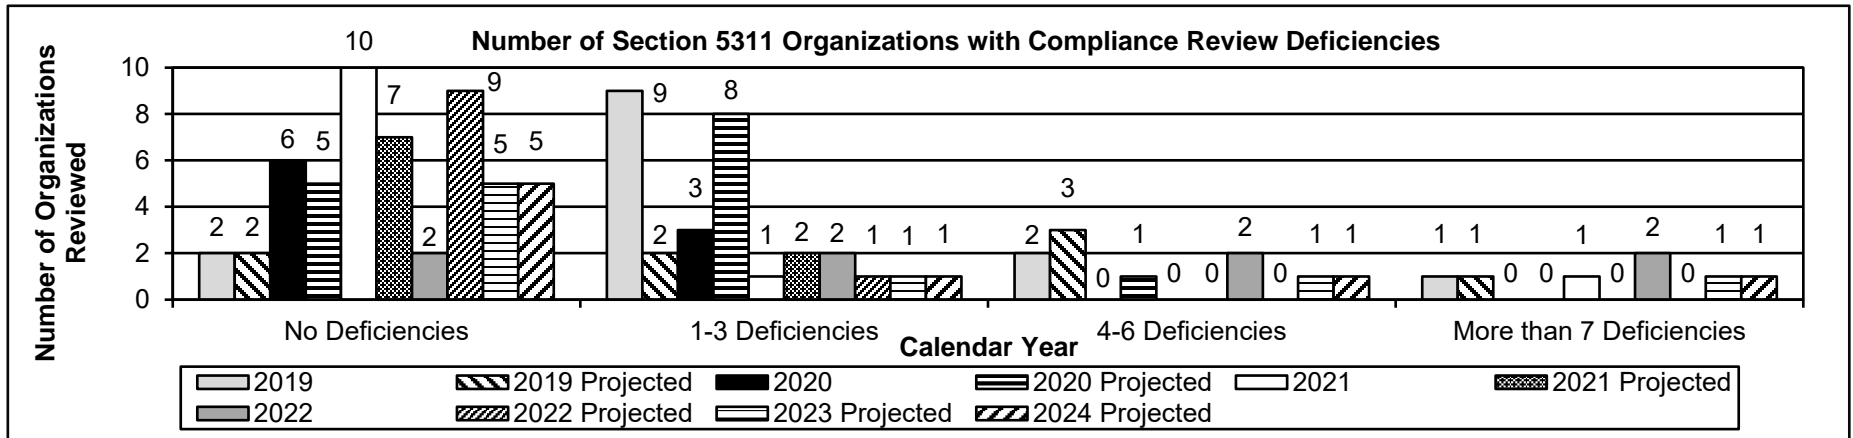 Number of Section 5311 Organizations with Compliance Review Deficiencies
Number of Organizations
Reviewed
10
8
6
4
2
0
2 2 6 5 10 7 2 9 5 5
9 2 3 8 1 2 2 1 1 1
2 3 0 1 0 0 2 0 1 1
1 1 0 0 1 0 2 0 1 1
No Deficiencies 1-3 Deficiencies 4-6 Deficiencies More than 7 Deficiencies
Calendar Year
2019 2019 Projected 2020 2020 Projected 2021 2021 Projected
2022 2022 Projected 2023 Projected 2024 Projected